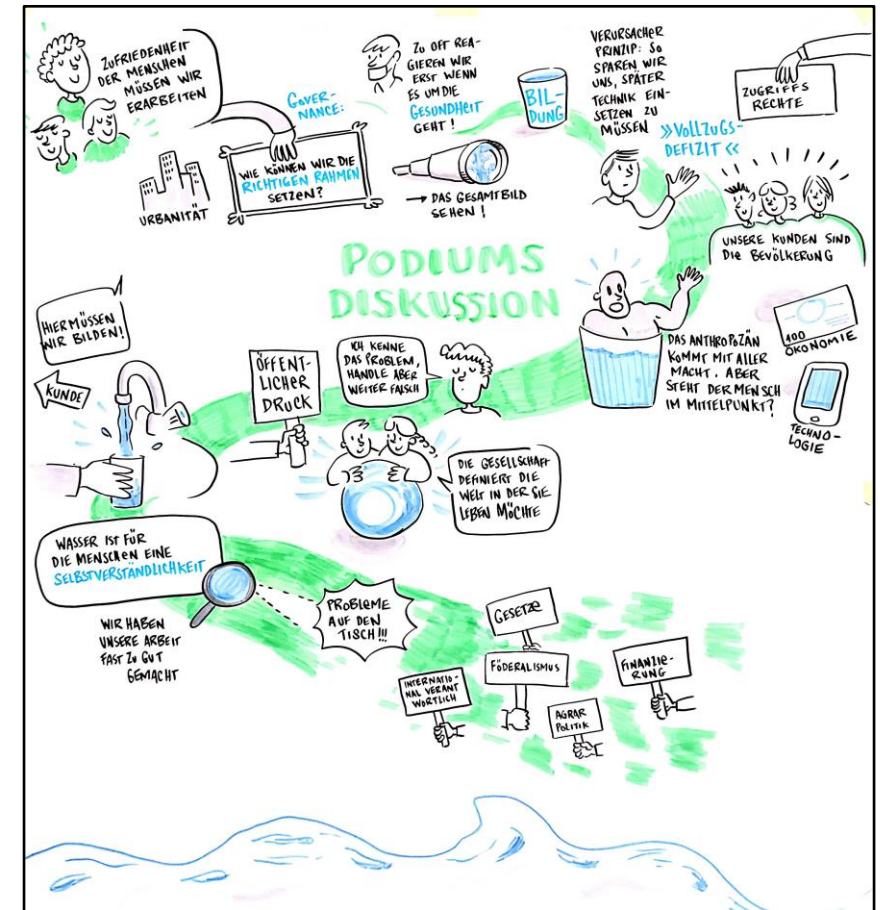 ZUFRIEDENHEIT
DER MENSCHEN
MÜSSEN WIR
ERARBEITEN
URBANITÄT
GOVER-
NANCE:
WIE KÖNNEN WIR DIE
RICHTIGEN RAHMEN
SETZEN?
ZU OFT REA-
GIEREN WIR
ERST WENN
ES UM DIE
GESUNDHEIT
GEHT!
→ DAS GESAMTBILD
SEHEN!
BIL-
DUNG
VERURSACHER
PRINZIP: SO
SPAREN WIR
UNS, SPÄTER
TECHNIK EIN-
SETZEN ZU
MÜSSEN
»VOLLZUGS-
DEFIZIT«
ZUGRIFFS
RECHTE
UNSERE KUNDEN SIND
DIE BEVÖLKERUNG
PODIUMS
DISKUSSION
HIER MÜSSEN
WIR BILDEN!
KUNDE
ÖFFENT-
LICHER
DRUCK
ICH KENNE
DAS PROBLEM,
HANDLE ABER
WEITER FALSCH
DAS ANTHROPOZÄN
KOMMT MIT ALLER
MACHT. ABER
STEHT DER MENSCH
IM MITTELPUNKT?
100
ÖKONOMIE
TECHNO-
LOGIE
DIE GESELLSCHAFT
DEFINIERT DIE
WELT IN DER SIE
LEBEN MÖCHTE
WASSER IST FÜR
DIE MENSCHEN EINE
SELBSTVERSTÄNDLICHKEIT
WIR HABEN
UNSERE ARBEIT
FAST ZU GUT
GEMACHT
PROBLEME
AUF DEN
TISCH!!!
GESETZE
FÖDERALISMUS
INTERNATIO-
NAL VERANT
WORTLICH
AGRAR
POLITIK
FINANZIE-
RUNG